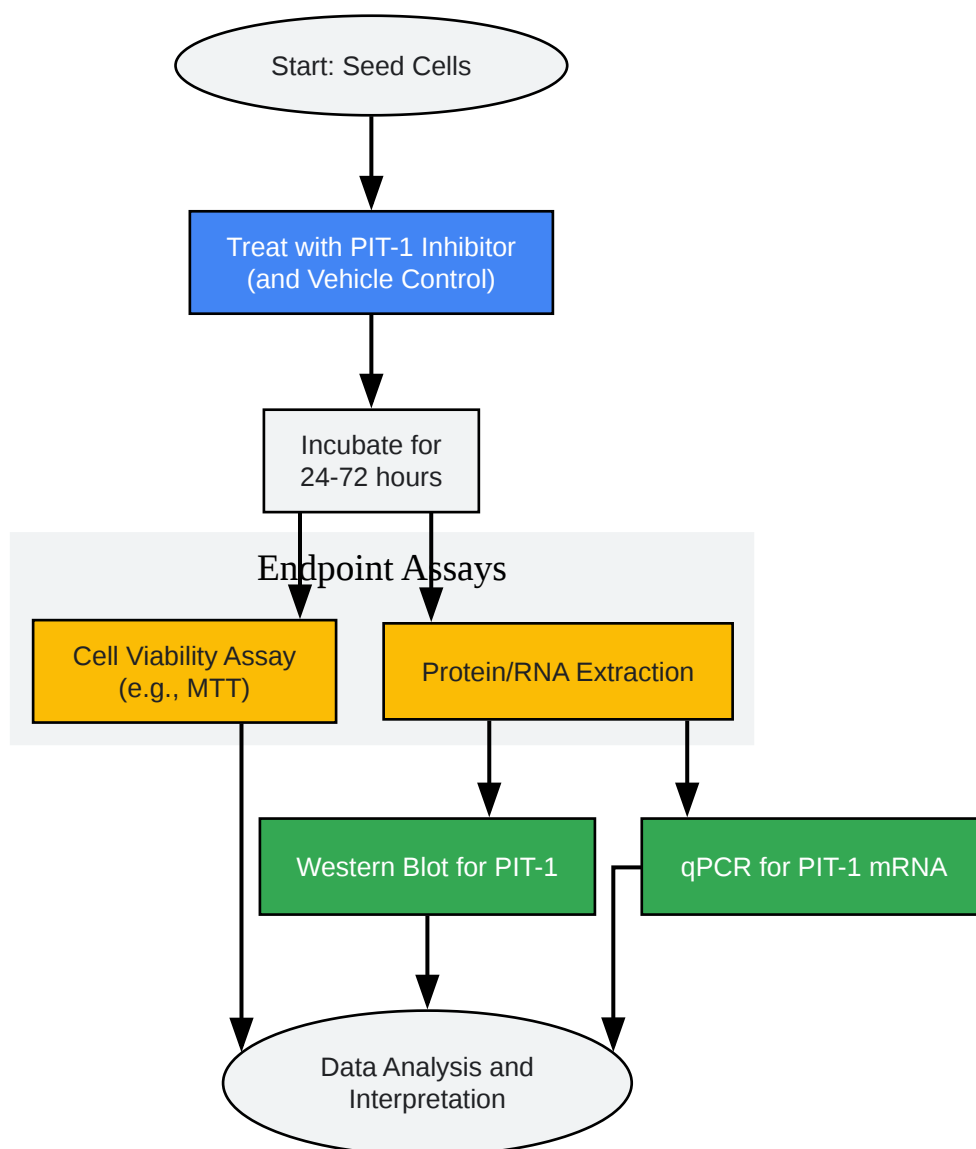 Start: Seed Cells
Treat with PIT-1 Inhibitor
(and Vehicle Control)
Incubate for
24-72 hours
Endpoint Assays
Cell Viability Assay
(e.g., MTT)
Protein/RNA Extraction
Western Blot for PIT-1
qPCR for PIT-1 mRNA
Data Analysis and
Interpretation